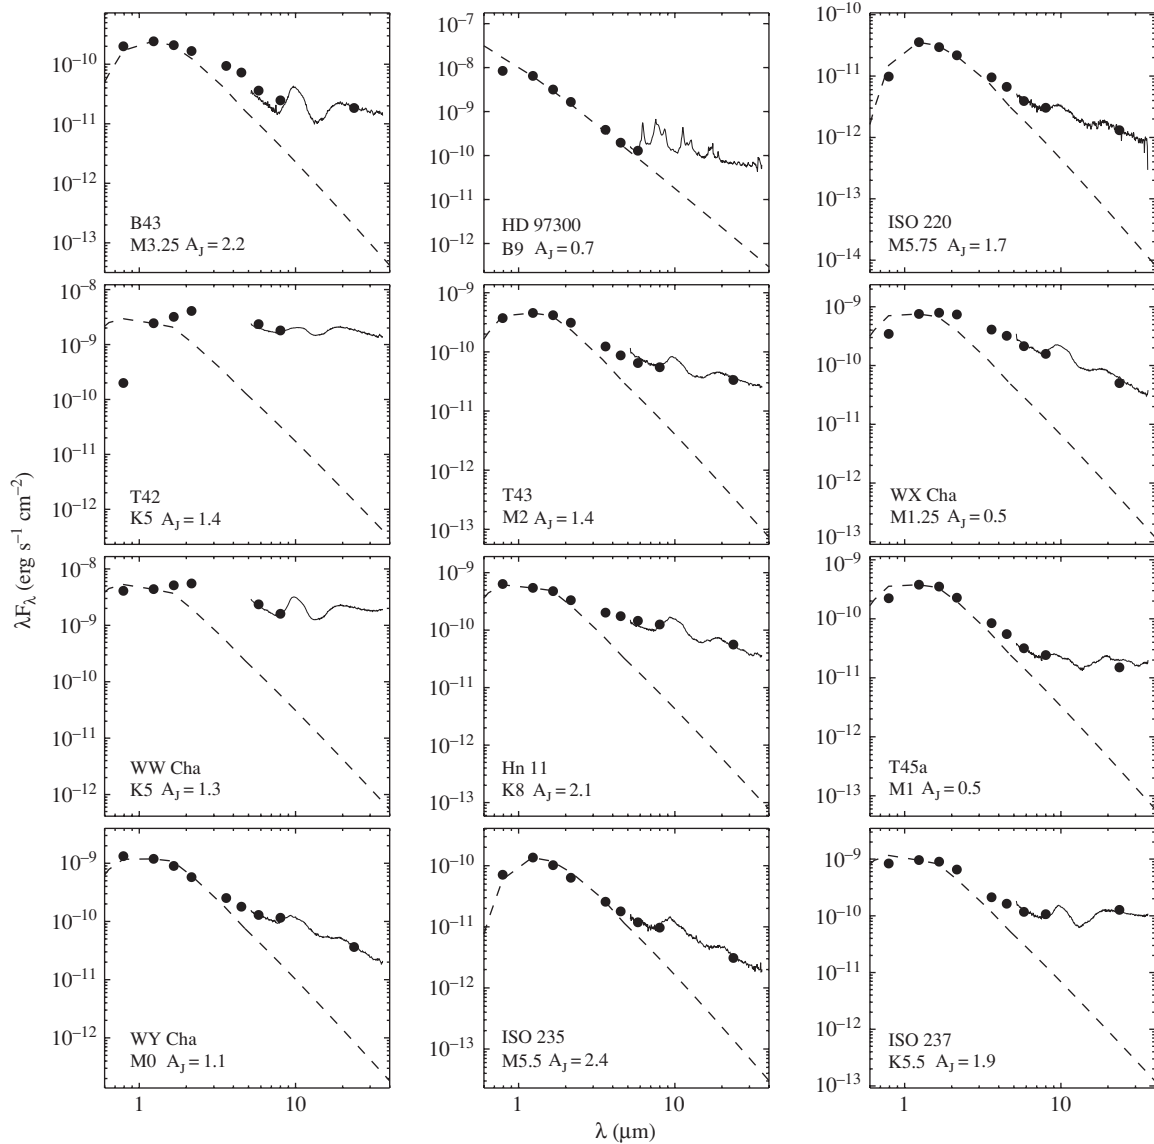 10⁻¹⁰
10⁻¹¹
10⁻¹²
10⁻¹³
B43
M3.25 A_J = 2.2
10⁻⁷
10⁻⁸
10⁻⁹
10⁻¹⁰
10⁻¹¹
10⁻¹²
HD 97300
B9 A_J = 0.7
10⁻¹⁰
10⁻¹¹
10⁻¹²
10⁻¹³
10⁻¹⁴
ISO 220
M5.75 A_J = 1.7
10⁻⁸
10⁻⁹
10⁻¹⁰
10⁻¹¹
10⁻¹²
T42
K5 A_J = 1.4
10⁻⁹
10⁻¹⁰
10⁻¹¹
10⁻¹²
10⁻¹³
T43
M2 A_J = 1.4
10⁻⁹
10⁻¹⁰
10⁻¹¹
10⁻¹²
10⁻¹³
WX Cha
M1.25 A_J = 0.5
λF_λ (erg s⁻¹ cm⁻²)
10⁻⁸
10⁻⁹
10⁻¹⁰
10⁻¹¹
10⁻¹²
WW Cha
K5 A_J = 1.3
10⁻⁹
10⁻¹⁰
10⁻¹¹
10⁻¹²
10⁻¹³
Hn 11
K8 A_J = 2.1
10⁻⁹
10⁻¹⁰
10⁻¹¹
10⁻¹²
10⁻¹³
T45a
M1 A_J = 0.5
10⁻⁹
10⁻¹⁰
10⁻¹¹
10⁻¹²
WY Cha
M0 A_J = 1.1
10⁻¹⁰
10⁻¹¹
10⁻¹²
10⁻¹³
ISO 235
M5.5 A_J = 2.4
10⁻⁹
10⁻¹⁰
10⁻¹¹
10⁻¹²
10⁻¹³
ISO 237
K5.5 A_J = 1.9
1 10
1 10
1 10
λ (μm)